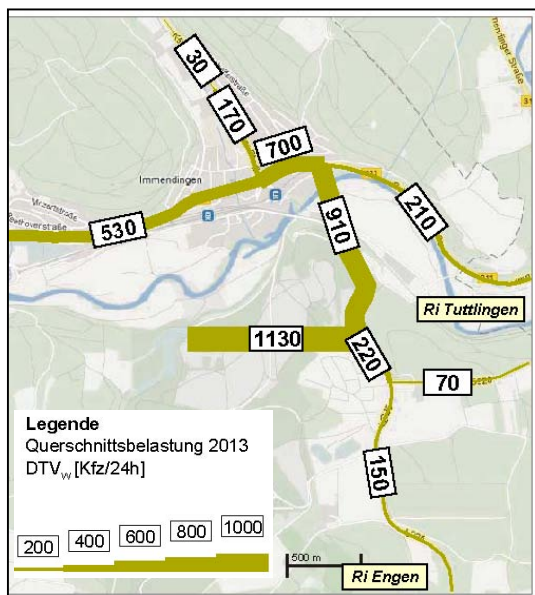 30
170
700
Immendingen
530
910
210
Ri Tuttlingen
1130
220
70
Legende
Querschnittsbelastung 2013
DTVw [Kfz/24h]
150
200 400 600 800 1000
500 m
Ri Engen